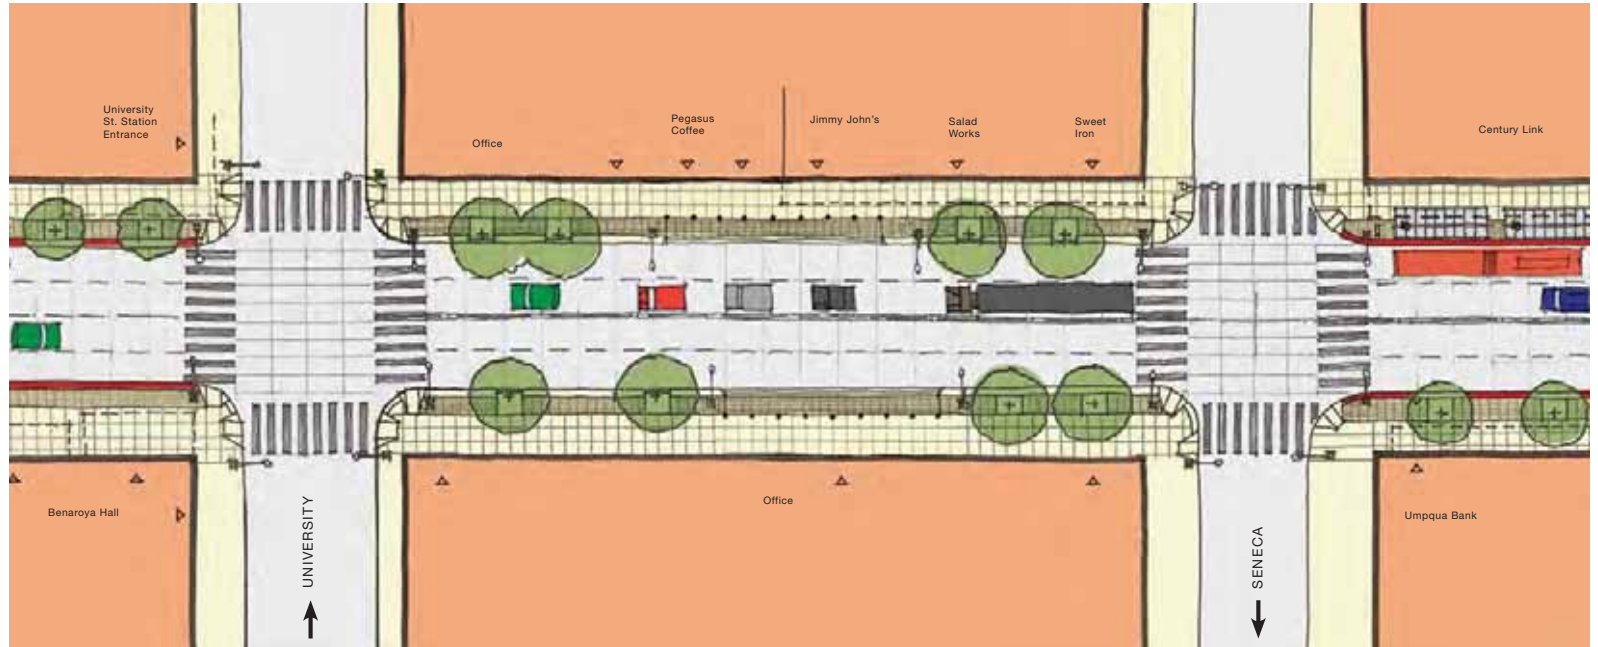 University
St. Station
Entrance
Office
Pegasus
Coffee
Jimmy John's
Salad
Works
Sweet
Iron
Century Link
Benaroya Hall
UNIVERSITY
Office
SENECA
Umpqua Bank